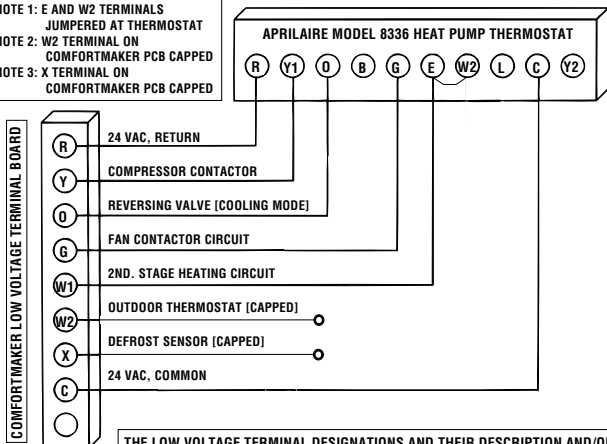 NOTE 1: E AND W2 TERMINALS
JUMPERED AT THERMOSTAT
NOTE 2: W2 TERMINAL ON
COMFORTMAKER PCB CAPPED
NOTE 3: X TERMINAL ON
COMFORTMAKER PCB CAPPED
APRILAIRE MODEL 8336 HEAT PUMP THERMOSTAT
R Y1 O B G E W2 L C Y2
COMFORTMAKER LOW VOLTAGE TERMINAL BOARD
R 24 VAC, RETURN
Y COMPRESSOR CONTACTOR
O REVERSING VALVE [COOLING MODE]
G FAN CONTACTOR CIRCUIT
W1 2ND. STAGE HEATING CIRCUIT
W2 OUTDOOR THERMOSTAT [CAPPED]
X DEFROST SENSOR [CAPPED]
C 24 VAC, COMMON
THE LOW VOLTAGE TERMINAL DESIGNATIONS AND THEIR DESCRIPTION AND/O